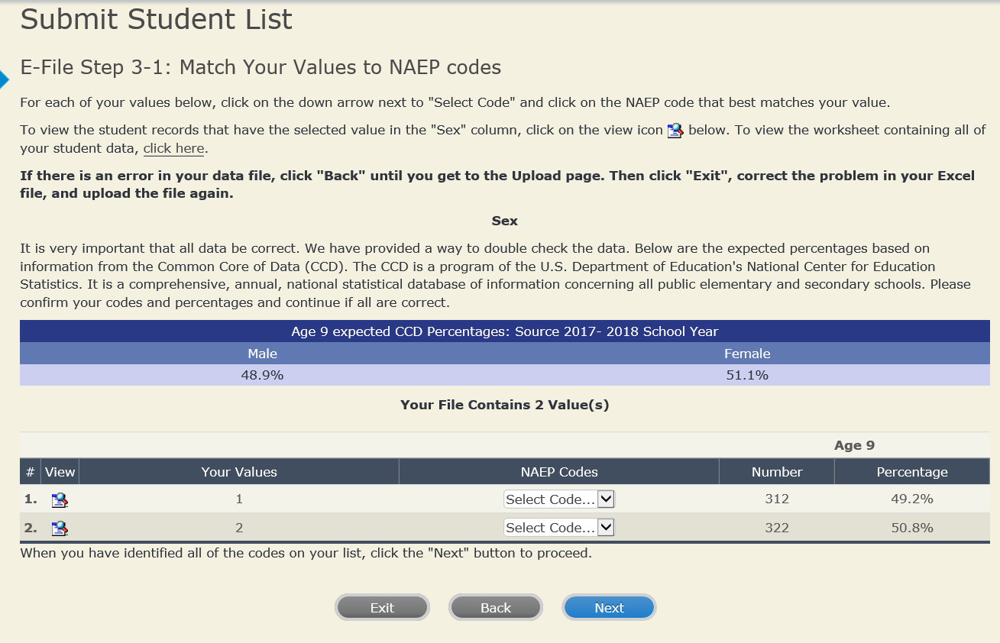 Submit Student List
E-File Step 3-1: Match Your Values to NAEP codes
For each of your values below, click on the down arrow next to "Select Code" and click on the NAEP code that best matches your value.
To view the student records that have the selected value in the "Sex" column, click on the view icon below. To view the worksheet containing all of
your student data, click here.
If there is an error in your data file, click "Back" until you get to the Upload page. Then click "Exit", correct the problem in your Excel
file, and upload the file again.
Sex
It is very important that all data be correct. We have provided a way to double check the data. Below are the expected percentages based on
information from the Common Core of Data (CCD). The CCD is a program of the U.S. Department of Education's National Center for Education
Statistics. It is a comprehensive, annual, national statistical database of information concerning all public elementary and secondary schools. Please
confirm your codes and percentages and continue if all are correct.
Age 9 expected CCD Percentages: Source 2017- 2018 School Year
Male Female
48.9% 51.1%
Your File Contains 2 Value(s)
Age 9
# View Your Values NAEP Codes Number Percentage
1. 1 Select Code... 312 49.2%
2. 2 Select Code... 322 50.8%
When you have identified all of the codes on your list, click the "Next" button to proceed.
Exit Back Next